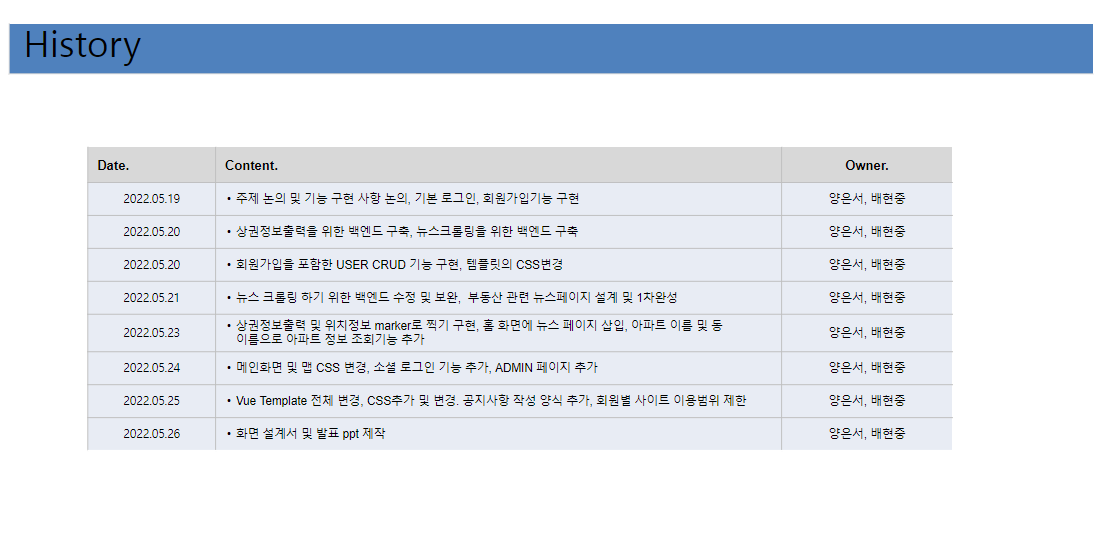 History
Date. Content. Owner.
2022.05.19 • 주제 논의 및 기능 구현 사항 논의, 기본 로그인, 회원가입기능 구현 양은서, 배현중
2022.05.20 • 상권정보출력을 위한 백엔드 구축, 뉴스크롤링을 위한 백엔드 구축 양은서, 배현중
2022.05.20 • 회원가입을 포함한 USER CRUD 기능 구현, 템플릿의 CSS변경 양은서, 배현중
2022.05.21 • 뉴스 크롤링 하기 위한 백엔드 수정 및 보완, 부동산 관련 뉴스페이지 설계 및 1차완성 양은서, 배현중
2022.05.23 • 상권정보출력 및 위치정보 marker로 찍기 구현, 홈 화면에 뉴스 페이지 삽입, 아파트 이름 및 동
이름으로 아파트 정보 조회기능 추가 양은서, 배현중
2022.05.24 • 메인화면 및 맵 CSS 변경, 소셜 로그인 기능 추가, ADMIN 페이지 추가 양은서, 배현중
2022.05.25 • Vue Template 전체 변경, CSS추가 및 변경. 공지사항 작성 양식 추가, 회원별 사이트 이용범위 제한 양은서, 배현중
2022.05.26 • 화면 설계서 및 발표 ppt 제작 양은서, 배현중